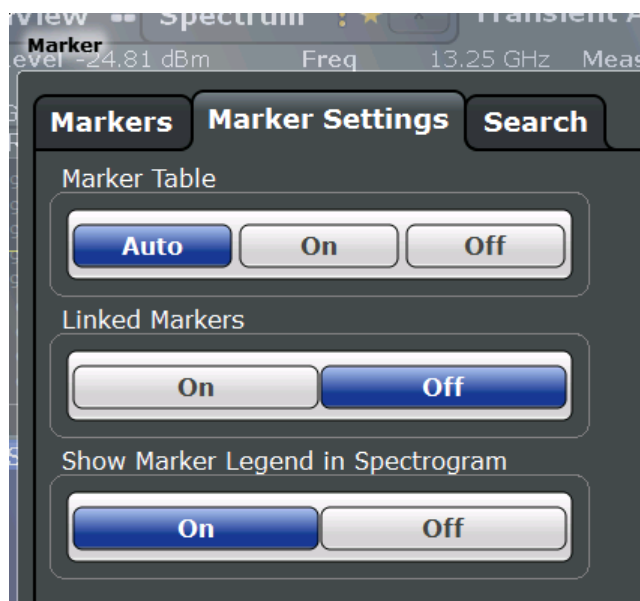 Spectrum
Marker
-24.81 dBm Freq 13.25 GHz
Markers Marker Settings Search
Marker Table
Auto On Off
Linked Markers
On Off
Show Marker Legend in Spectrogram
On Off